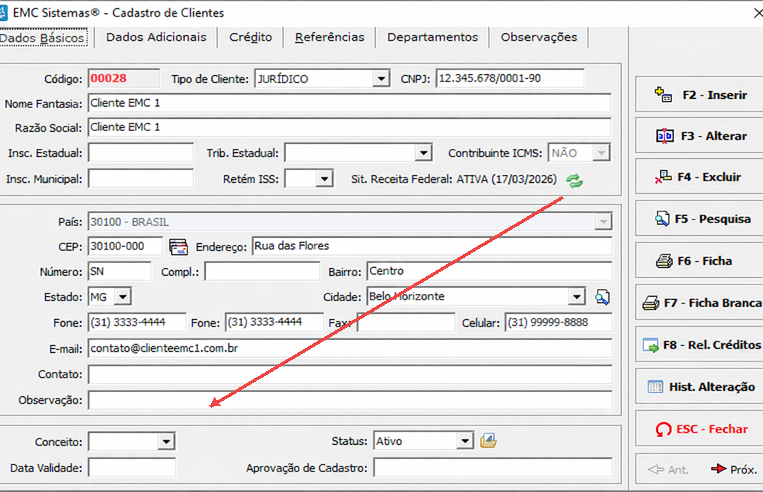 EMC Sistemas® - Cadastro de Clientes
Dados Básicos Dados Adicionais Crédito Referências Departamentos Observações
Código: 00028 Tipo de Cliente: JURÍDICO CNPJ: 12.345.678/0001-90
Nome Fantasia: Cliente EMC 1
Razão Social: Cliente EMC 1
Insc. Estadual: Trib. Estadual: Contribuinte ICMS: NÃO
Insc. Municipal: Retém ISS: Sit. Receita Federal: ATIVA (17/03/2026)
País: 30100 - BRASIL
CEP: 30100-000 Endereço: Rua das Flores
Número: SN Compl.: Bairro: Centro
Estado: MG Cidade: Belo Horizonte
Fone: (31) 3333-4444 Fone: (31) 3333-4444 Fax: Celular: (31) 99999-8888
E-mail: contato@clienteemc1.com.br
Contato:
Observação:
Conceito: Status: Ativo
Data Validade: Aprovação de Cadastro:
F2 - Inserir
F3 - Alterar
F4 - Excluir
F5 - Pesquisa
F6 - Ficha
F7 - Ficha Branca
F8 - Rel. Créditos
Hist. Alteração
ESC - Fechar
Ant. Próx.